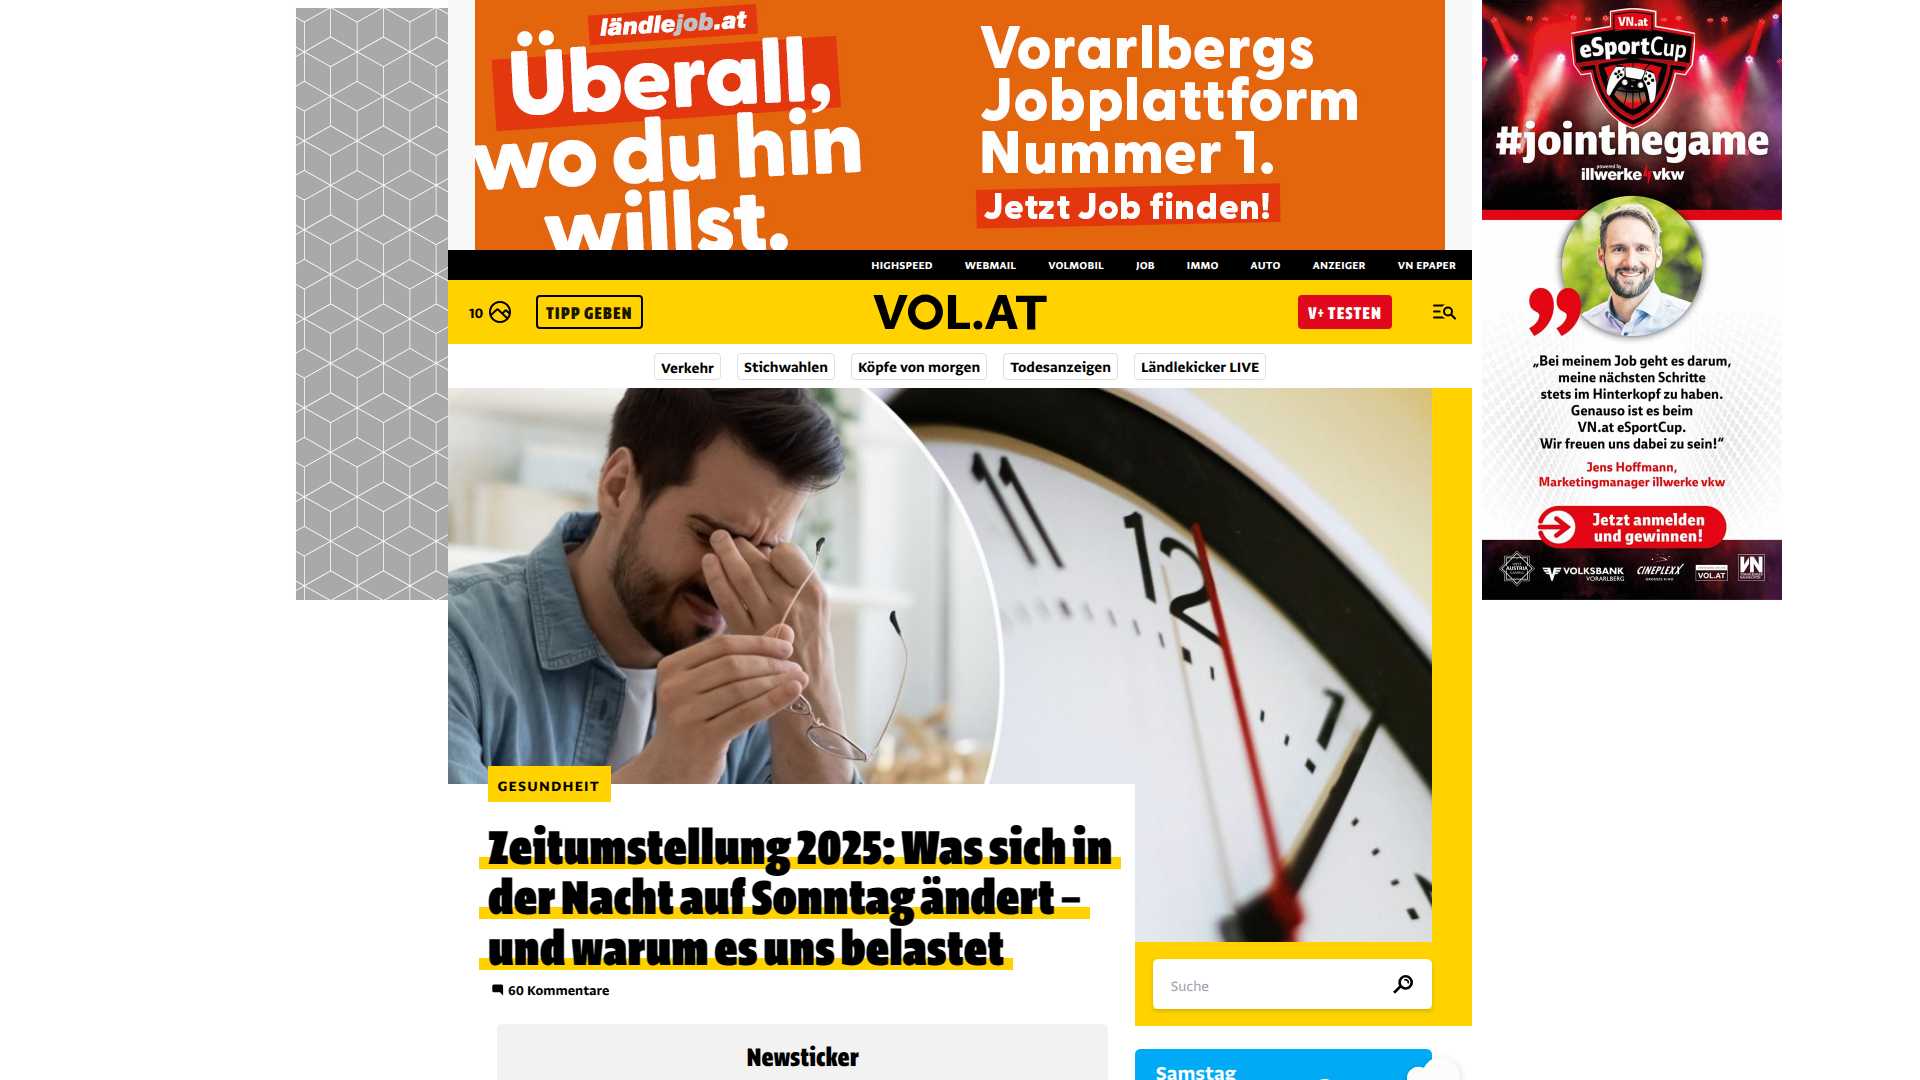 ländlejob.at
Überall,
wo du hin
willst.
Vorarlbergs
Jobplattform
Nummer 1.
Jetzt Job finden!
VN.at
eSportCup
#jointhegame
powered by
illwerke vkw
HIGHSPEED WEBMAIL VOLMOBIL JOB IMMO AUTO ANZEIGER VN EPAPER
10
TIPP GEBEN
VOL.AT
V+ TESTEN
Verkehr Stichwahlen Köpfe von morgen Todesanzeigen Ländlekicker LIVE
„Bei meinem Job geht es darum,
meine nächsten Schritte
stets im Hinterkopf zu haben.
Genauso ist es beim
VN.at eSportCup.
Wir freuen uns dabei zu sein!“
Jens Hoffmann,
Marketingmanager illwerke vkw
Jetzt anmelden
und gewinnen!
VOLKSBANK
VORARLBERG
CINEPLEXX
VOL.AT
VN
11
12
1
GESUNDHEIT
Zeitumstellung 2025: Was sich in
der Nacht auf Sonntag ändert –
und warum es uns belastet
60 Kommentare
Suche
Newsticker
Samstag